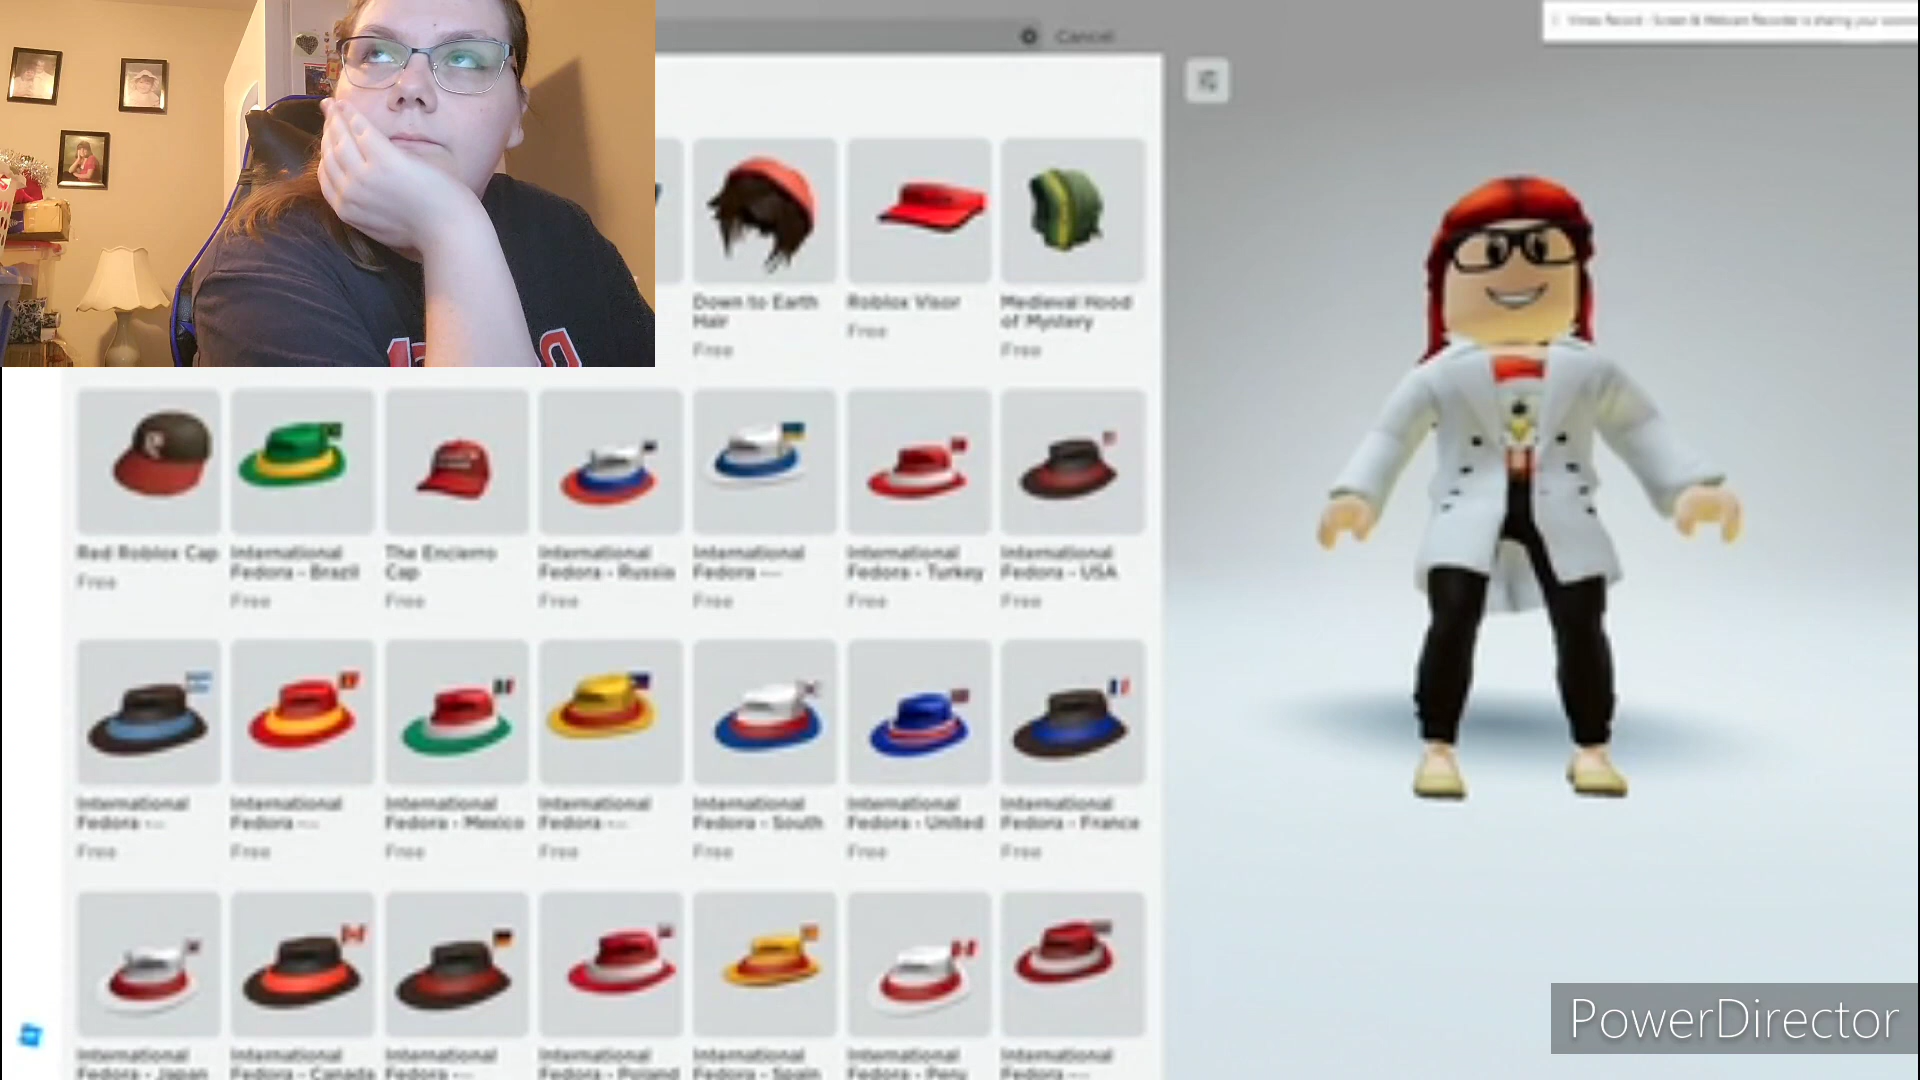 Cancel
Down to Earth
Hair
Free
Roblox Visor
Free
Medieval Hood
of Mystery
Free
Red Roblox Cap
Free
International
Fedora - Brazil
Free
The Encierro
Cap
Free
International
Fedora - Russia
Free
International
Fedora ---
Free
International
Fedora - Turkey
Free
International
Fedora - USA
Free
International
Fedora ---
Free
International
Fedora ---
Free
International
Fedora - Mexico
Free
International
Fedora ---
Free
International
Fedora - South
Free
International
Fedora - United
Free
International
Fedora - France
Free
International
Fedora - Japan
International
Fedora - Canada
International
Fedora ---
International
Fedora - Poland
International
Fedora - Spain
International
Fedora - Peru
International
Fedora ---
PowerDirector